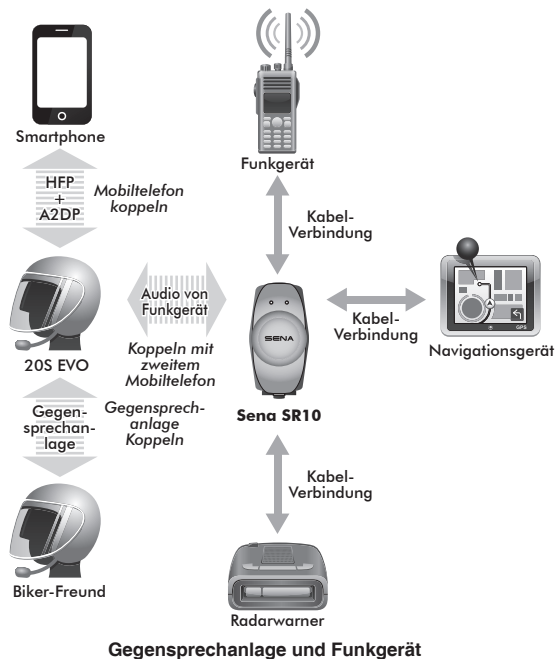 Smartphone
HFP
+
A2DP
Mobiltelefon
koppeln
Funkgerät
Kabel-
Verbindung
20S EVO
Audio von
Funkgerät
Koppeln mit
zweitem
Mobiltelefon
SENA
Sena SR10
Kabel-
Verbindung
GPS
Navigationsgerät
Gegen-
sprechan-
lage
Gegensprech-
anlage
Koppeln
Biker-Freund
Kabel-
Verbindung
Radarwarner
Gegensprechanlage und Funkgerät